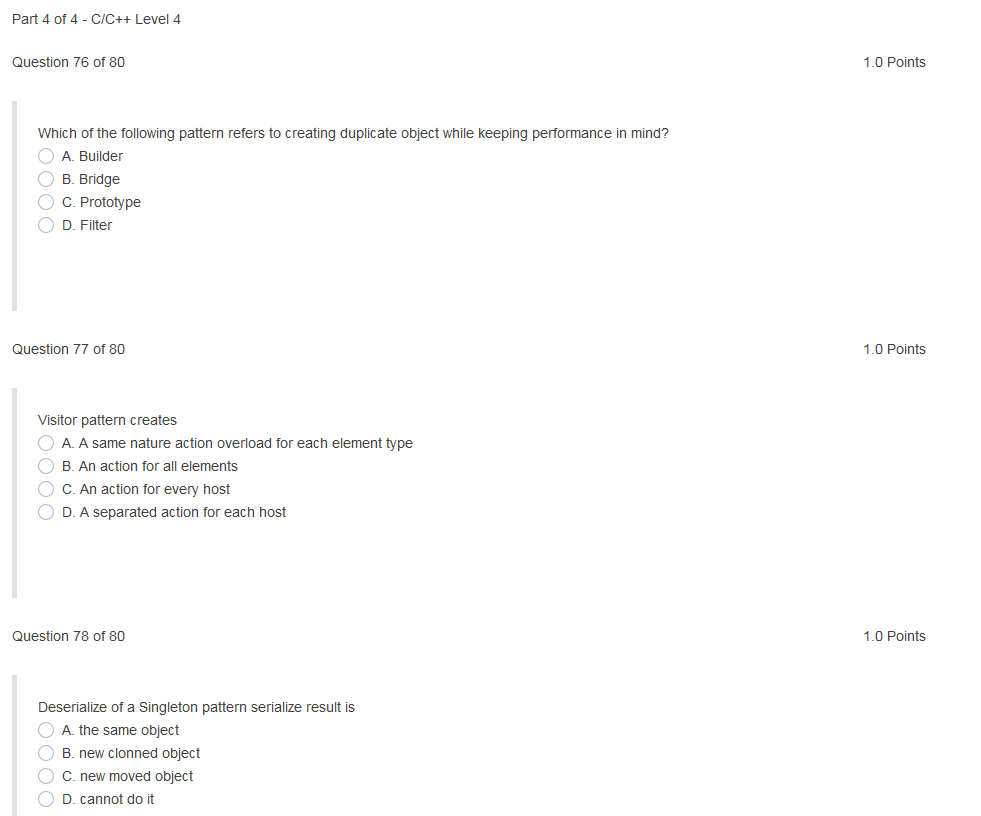 Part 4 of 4 - C/C++ Level 4
Question 76 of 80
1.0 Points
Which of the following pattern refers to creating duplicate object while keeping performance in mind?
A. Builder
B. Bridge
C. Prototype
D. Filter
Question 77 of 80
1.0 Points
Visitor pattern creates
A. A same nature action overload for each element type
B. An action for all elements
C. An action for every host
D. A separated action for each host
Question 78 of 80
1.0 Points
Deserialize of a Singleton pattern serialize result is
A. the same object
B. new clonned object
C. new moved object
D. cannot do it